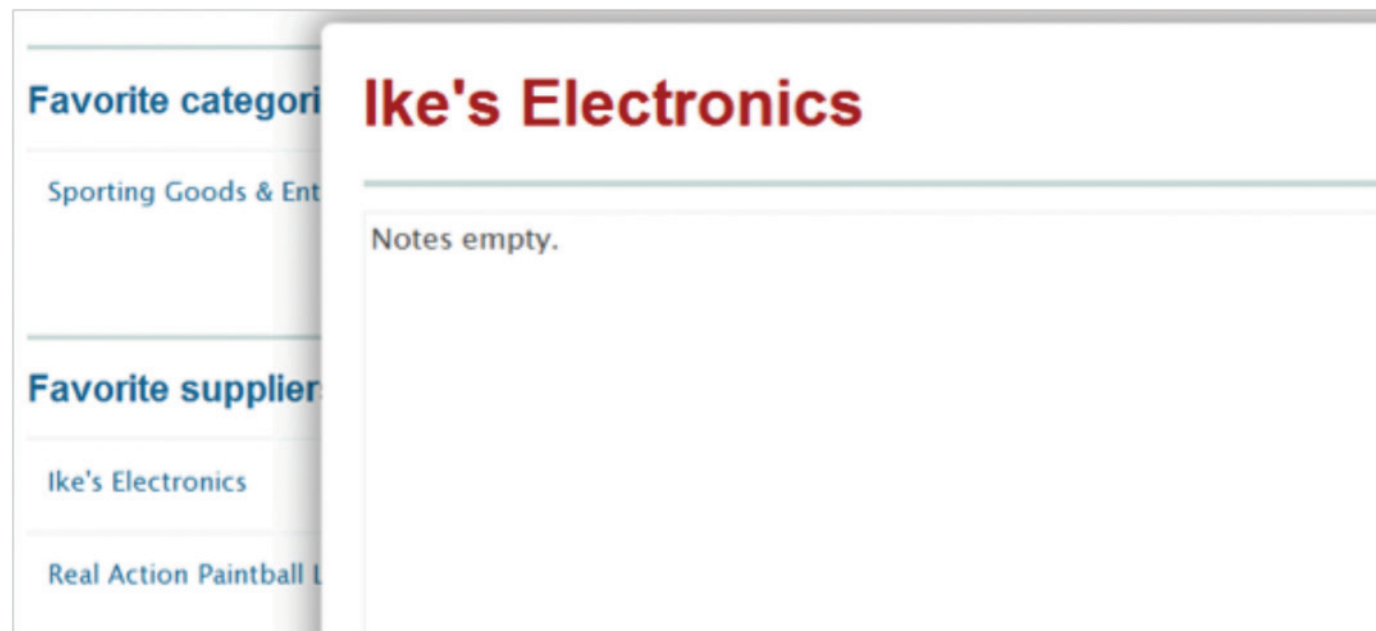 Favorite categori
Sporting Goods & Ent
Favorite supplier
Ike's Electronics
Real Action Paintball L
Ike's Electronics
Notes empty.